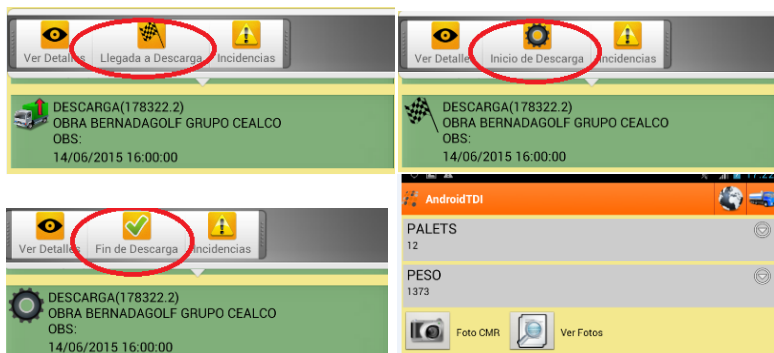 Ver Detalles Llegada a Descarga Incidencias
DESCARGA(178322.2)
OBRA BERNADAGOLF GRUPO CEALCO
OBS:
14/06/2015 16:00:00
Ver Detalles Inicio de Descarga Incidencias
DESCARGA(178322.2)
OBRA BERNADAGOLF GRUPO CEALCO
OBS:
14/06/2015 16:00:00
Ver Detalles Fin de Descarga Incidencias
DESCARGA(178322.2)
OBRA BERNADAGOLF GRUPO CEALCO
OBS:
14/06/2015 16:00:00
17:22
AndroidTDI
PALETS
12
PESO
1373
Foto CMR Ver Fotos